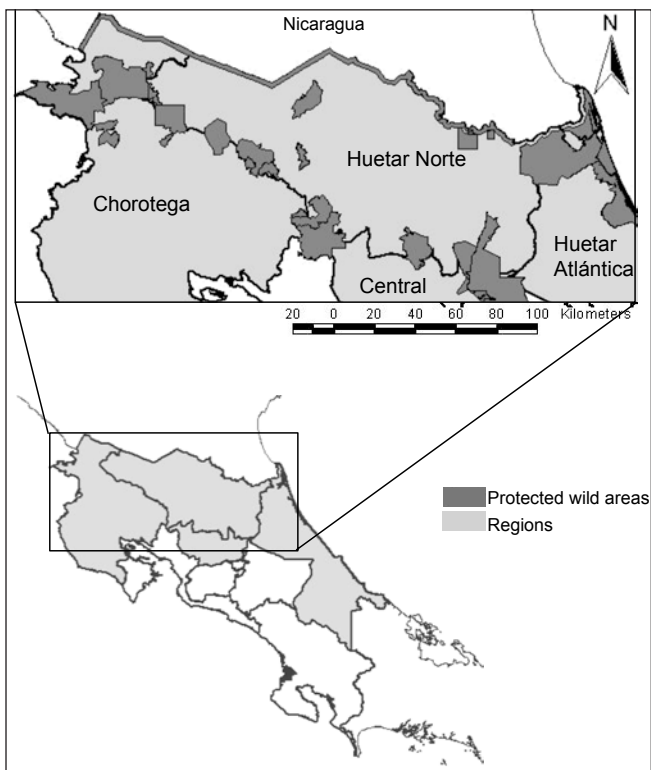 Nicaragua
N
Huetar Norte
Chorotega
Huetar
Atlántica
Central
20 0 20 40 60 80 100 Kilometers
Protected wild areas
Regions